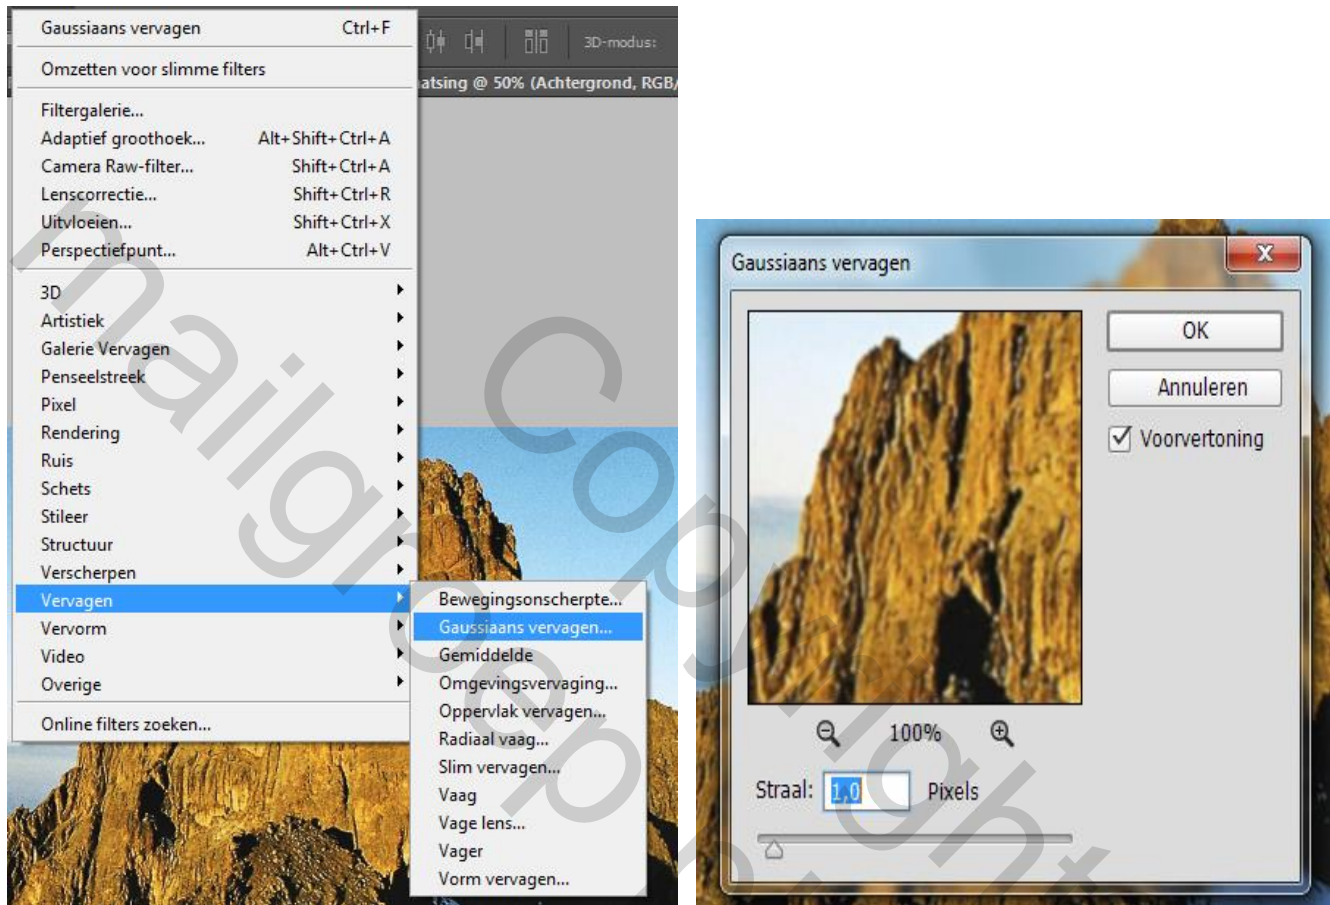 Gaussiaans vervagen Ctrl+F
Omzetten voor slimme filters
Filtergalerie...
Adaptief groothoek... Alt+Shift+Ctrl+A
Camera Raw-filter... Shift+Ctrl+A
Lenscorrectie... Shift+Ctrl+R
Uitvloeien... Shift+Ctrl+X
Perspectiefpunt... Alt+Ctrl+V
3D
Artistiek
Galerie Vervagen
Penseelstreek
Pixel
Rendering
Ruis
Schets
Stileer
Structuur
Verscherpen
Vervagen
Vervorm
Video
Overige
Online filters zoeken...
3D-modus:
atsing @ 50% (Achtergrond, RGB/
Bewegingsonscherpte...
Gaussiaans vervagen...
Gemiddelde
Omgevingsvervaging...
Oppervlak vervagen...
Radiaal vaag...
Slim vervagen...
Vaag
Vage lens...
Vager
Vorm vervagen...
Gaussiaans vervagen
OK
Annuleren
Voorvertoning
100%
Straal: 1,0 Pixels
mailgroep
Copyright